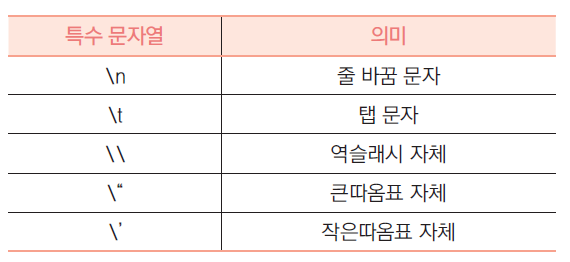 특수 문자열 의미
\n 줄 바꿈 문자
\t 탭 문자
\\ 역슬래시 자체
\“ 큰따옴표 자체
\’ 작은따옴표 자체